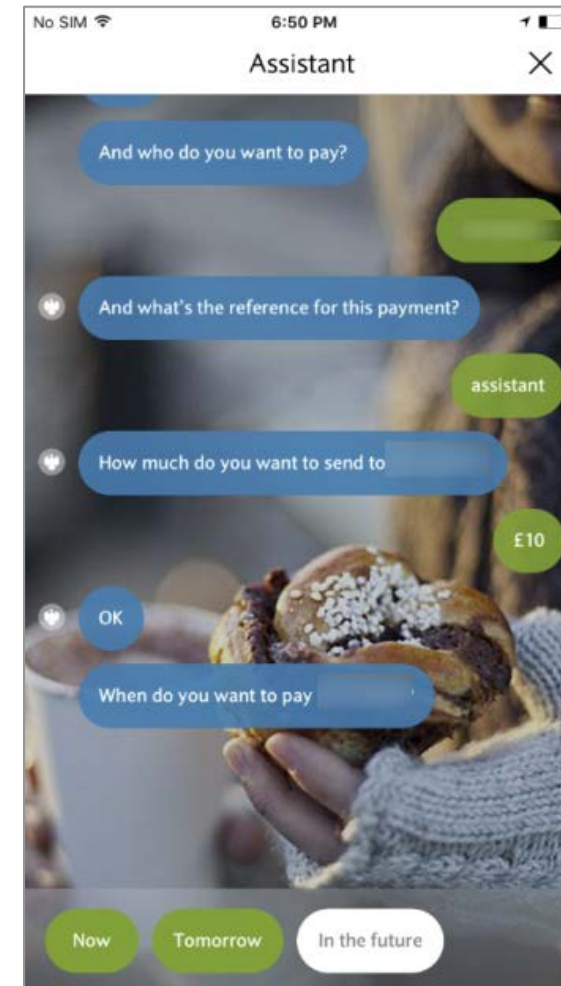 No SIM 6:50 PM
Assistant
And who do you want to pay?
And what's the reference for this payment?
assistant
How much do you want to send to
£10
OK
When do you want to pay
Now Tomorrow In the future